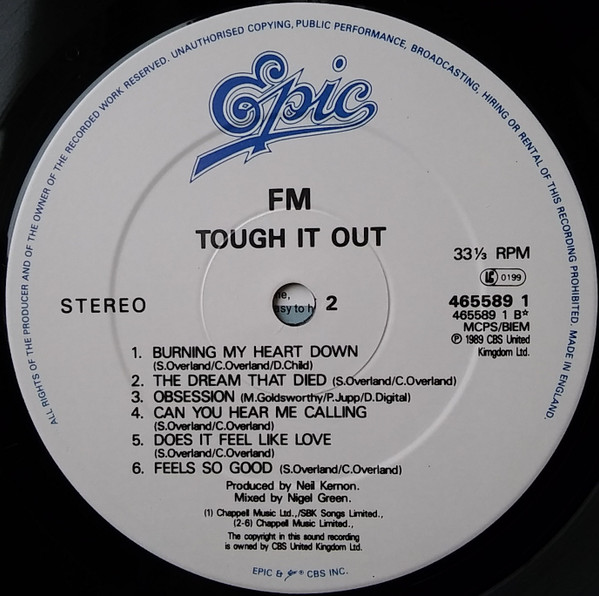 ALL RIGHTS OF THE PRODUCER AND OF THE OWNER OF THE RECORDED WORK RESERVED. UNAUTHORISED COPYING, PUBLIC PERFORMANCE, BROADCASTING, HIRING OR RENTAL OF THIS RECORDING PROHIBITED. MADE IN ENGLAND.
Epic
FM
TOUGH IT OUT
33⅓ RPM
LC 0199
STEREO
2
465589 1
465589 1 B*
MCPS/BIEM
℗ 1989 CBS United
Kimgdom Ltd.
1. BURNING MY HEART DOWN
(S.Overland/C.Overland/D.Child)
2. THE DREAM THAT DIED (S.Overland/C.Overland)
3. OBSESSION (M.Goldsworthy/P.Jupp/D.Digital)
4. CAN YOU HEAR ME CALLING
(S.Overland/C.Overland)
5. DOES IT FEEL LIKE LOVE
(S.Overland/C.Overland)
6. FEELS SO GOOD (S.Overland/C.Overland)
Produced by Neil Kernon.
Mixed by Nigel Green.
(1) Chappell Music Ltd.,/SBK Songs Limited.,
(2-6) Chappell Music Limited.,
The copyright in this sound recording
is owned by CBS United Kingdom Ltd.
EPIC & ® CBS INC.